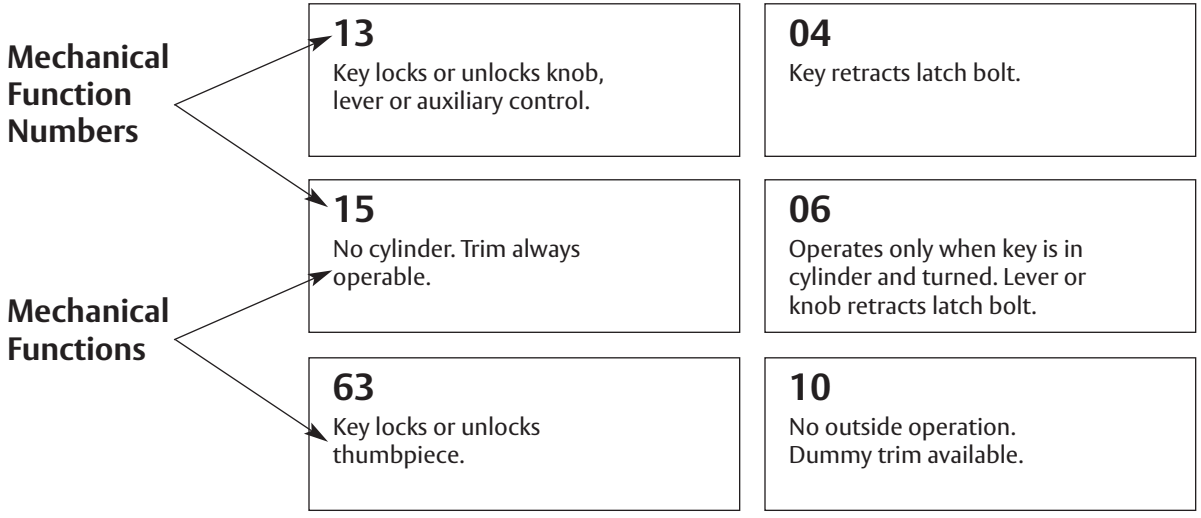 Mechanical
Function
Numbers
13
Key locks or unlocks knob,
lever or auxiliary control.
04
Key retracts latch bolt.
15
No cylinder. Trim always
operable.
06
Operates only when key is in
cylinder and turned. Lever or
knob retracts latch bolt.
Mechanical
Functions
63
Key locks or unlocks
thumbpiece.
10
No outside operation.
Dummy trim available.